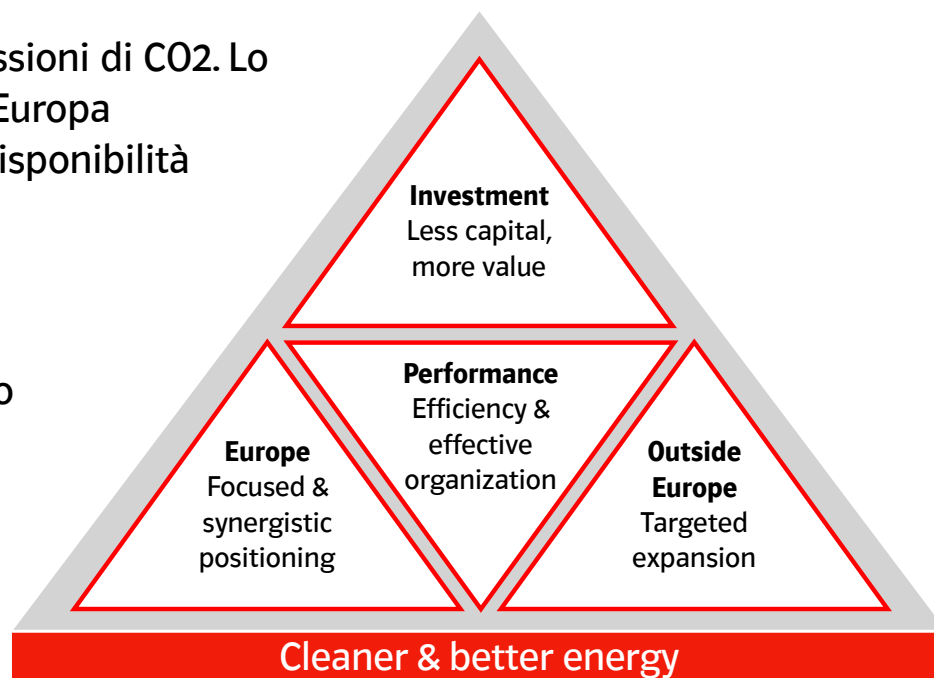 ssioni di CO2. Lo
Europa
isponibilità
o
Investment
Less capital,
more value
Performance
Efficiency &
effective
organization
Europe
Focused &
synergistic
positioning
Outside
Europe
Targeted
expansion
Cleaner & better energy